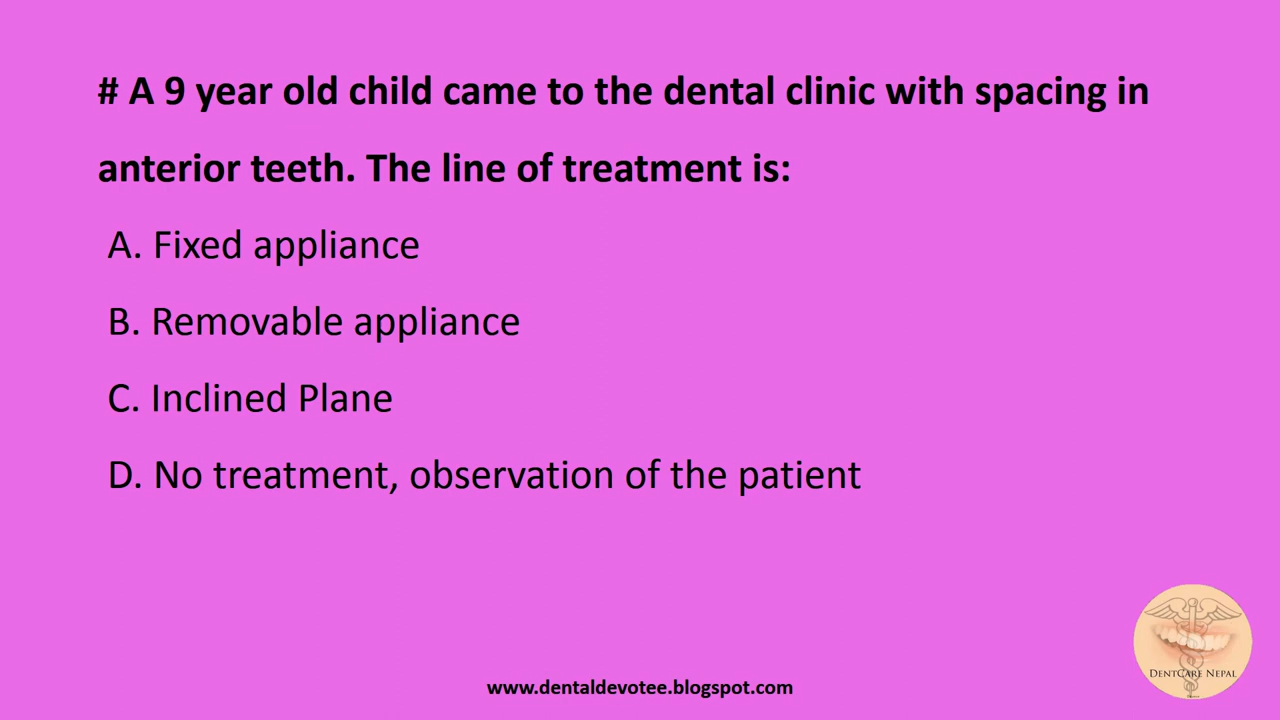 # A 9 year old child came to the dental clinic with spacing in
anterior teeth. The line of treatment is:
A. Fixed appliance
B. Removable appliance
C. Inclined Plane
D. No treatment, observation of the patient
DENTCARE NEPAL
www.dentaldevotee.blogspot.com